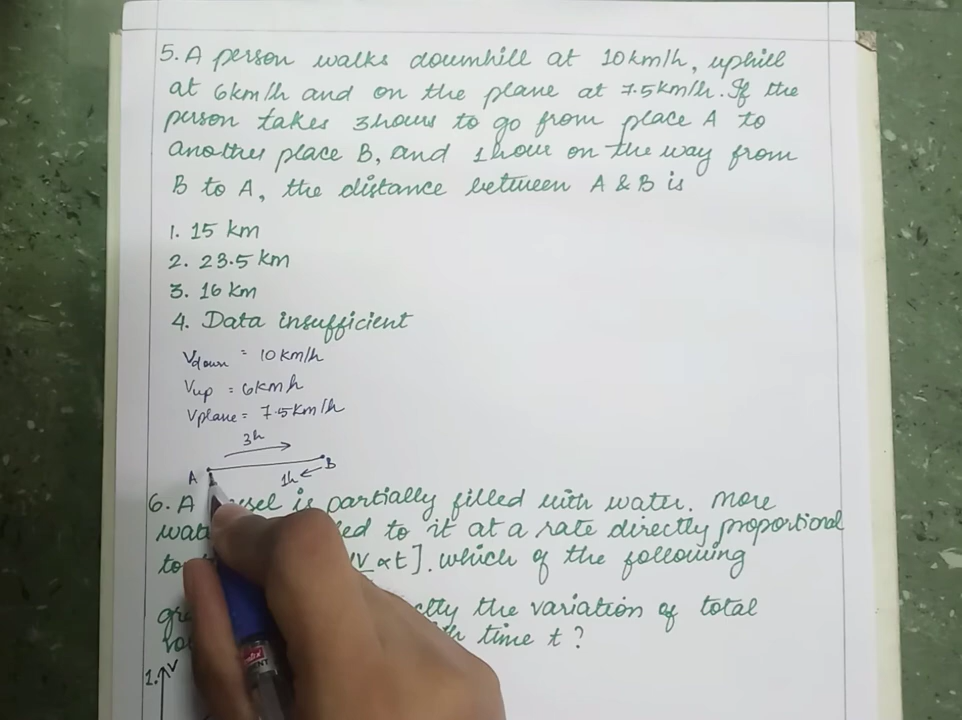 5. A person walks downhill at 10km/h, uphill
at 6km/h and on the plane at 7.5km/h. If the
person takes 3hours to go from place A to
another place B, and 1hour on the way from
B to A, the distance between A & B is
1. 15 km
2. 23.5 km
3. 16 km
4. Data insufficient
Vdown = 10 km/h
Vup = 6km h
Vplane = 7.5km/h
3h
A B
1h
6. A is partially filled with water. More
to it at a rate directly proportional
to ∝t]. which of the following
the variation of total
time t?
1. V